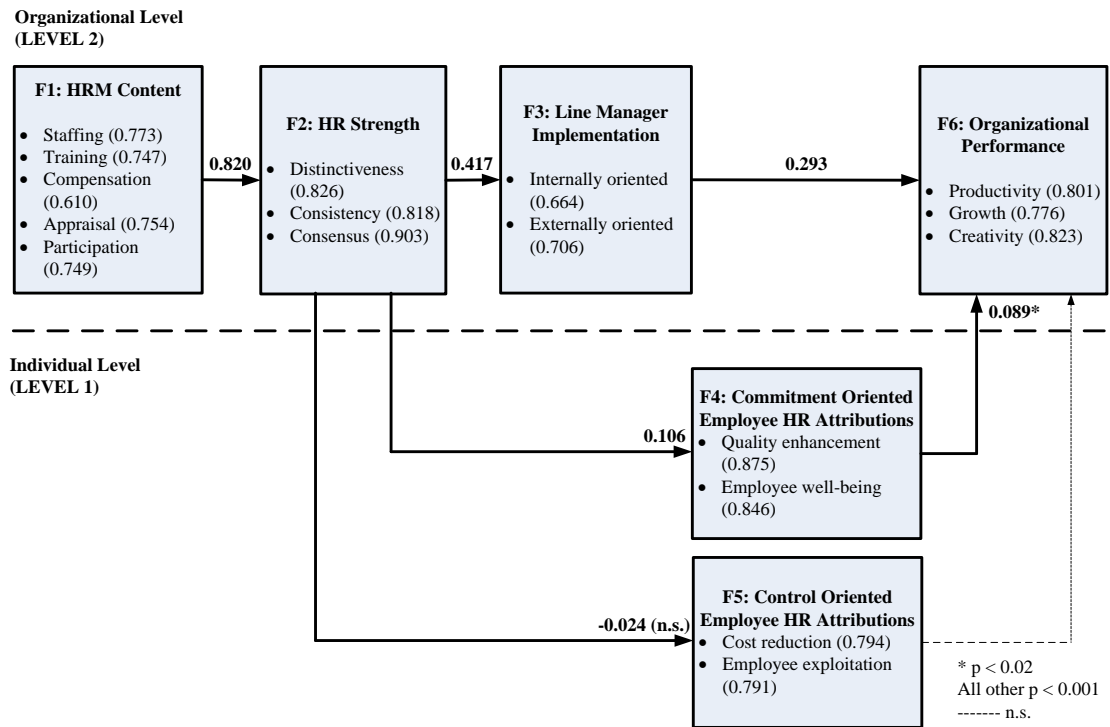 Organizational Level
(LEVEL 2)
F1: HRM Content
• Staffing (0.773)
• Training (0.747)
• Compensation
(0.610)
• Appraisal (0.754)
• Participation
(0.749)
0.820
F2: HR Strength
• Distinctiveness
(0.826)
• Consistency (0.818)
• Consensus (0.903)
0.417
F3: Line Manager
Implementation
• Internally oriented
(0.664)
• Externally oriented
(0.706)
0.293
F6: Organizational
Performance
• Productivity (0.801)
• Growth (0.776)
• Creativity (0.823)
0.089*
Individual Level
(LEVEL 1)
0.106
F4: Commitment Oriented
Employee HR Attributions
• Quality enhancement
(0.875)
• Employee well-being
(0.846)
-0.024 (n.s.)
F5: Control Oriented
Employee HR Attributions
• Cost reduction (0.794)
• Employee exploitation
(0.791)
* p < 0.02
All other p < 0.001
------- n.s.